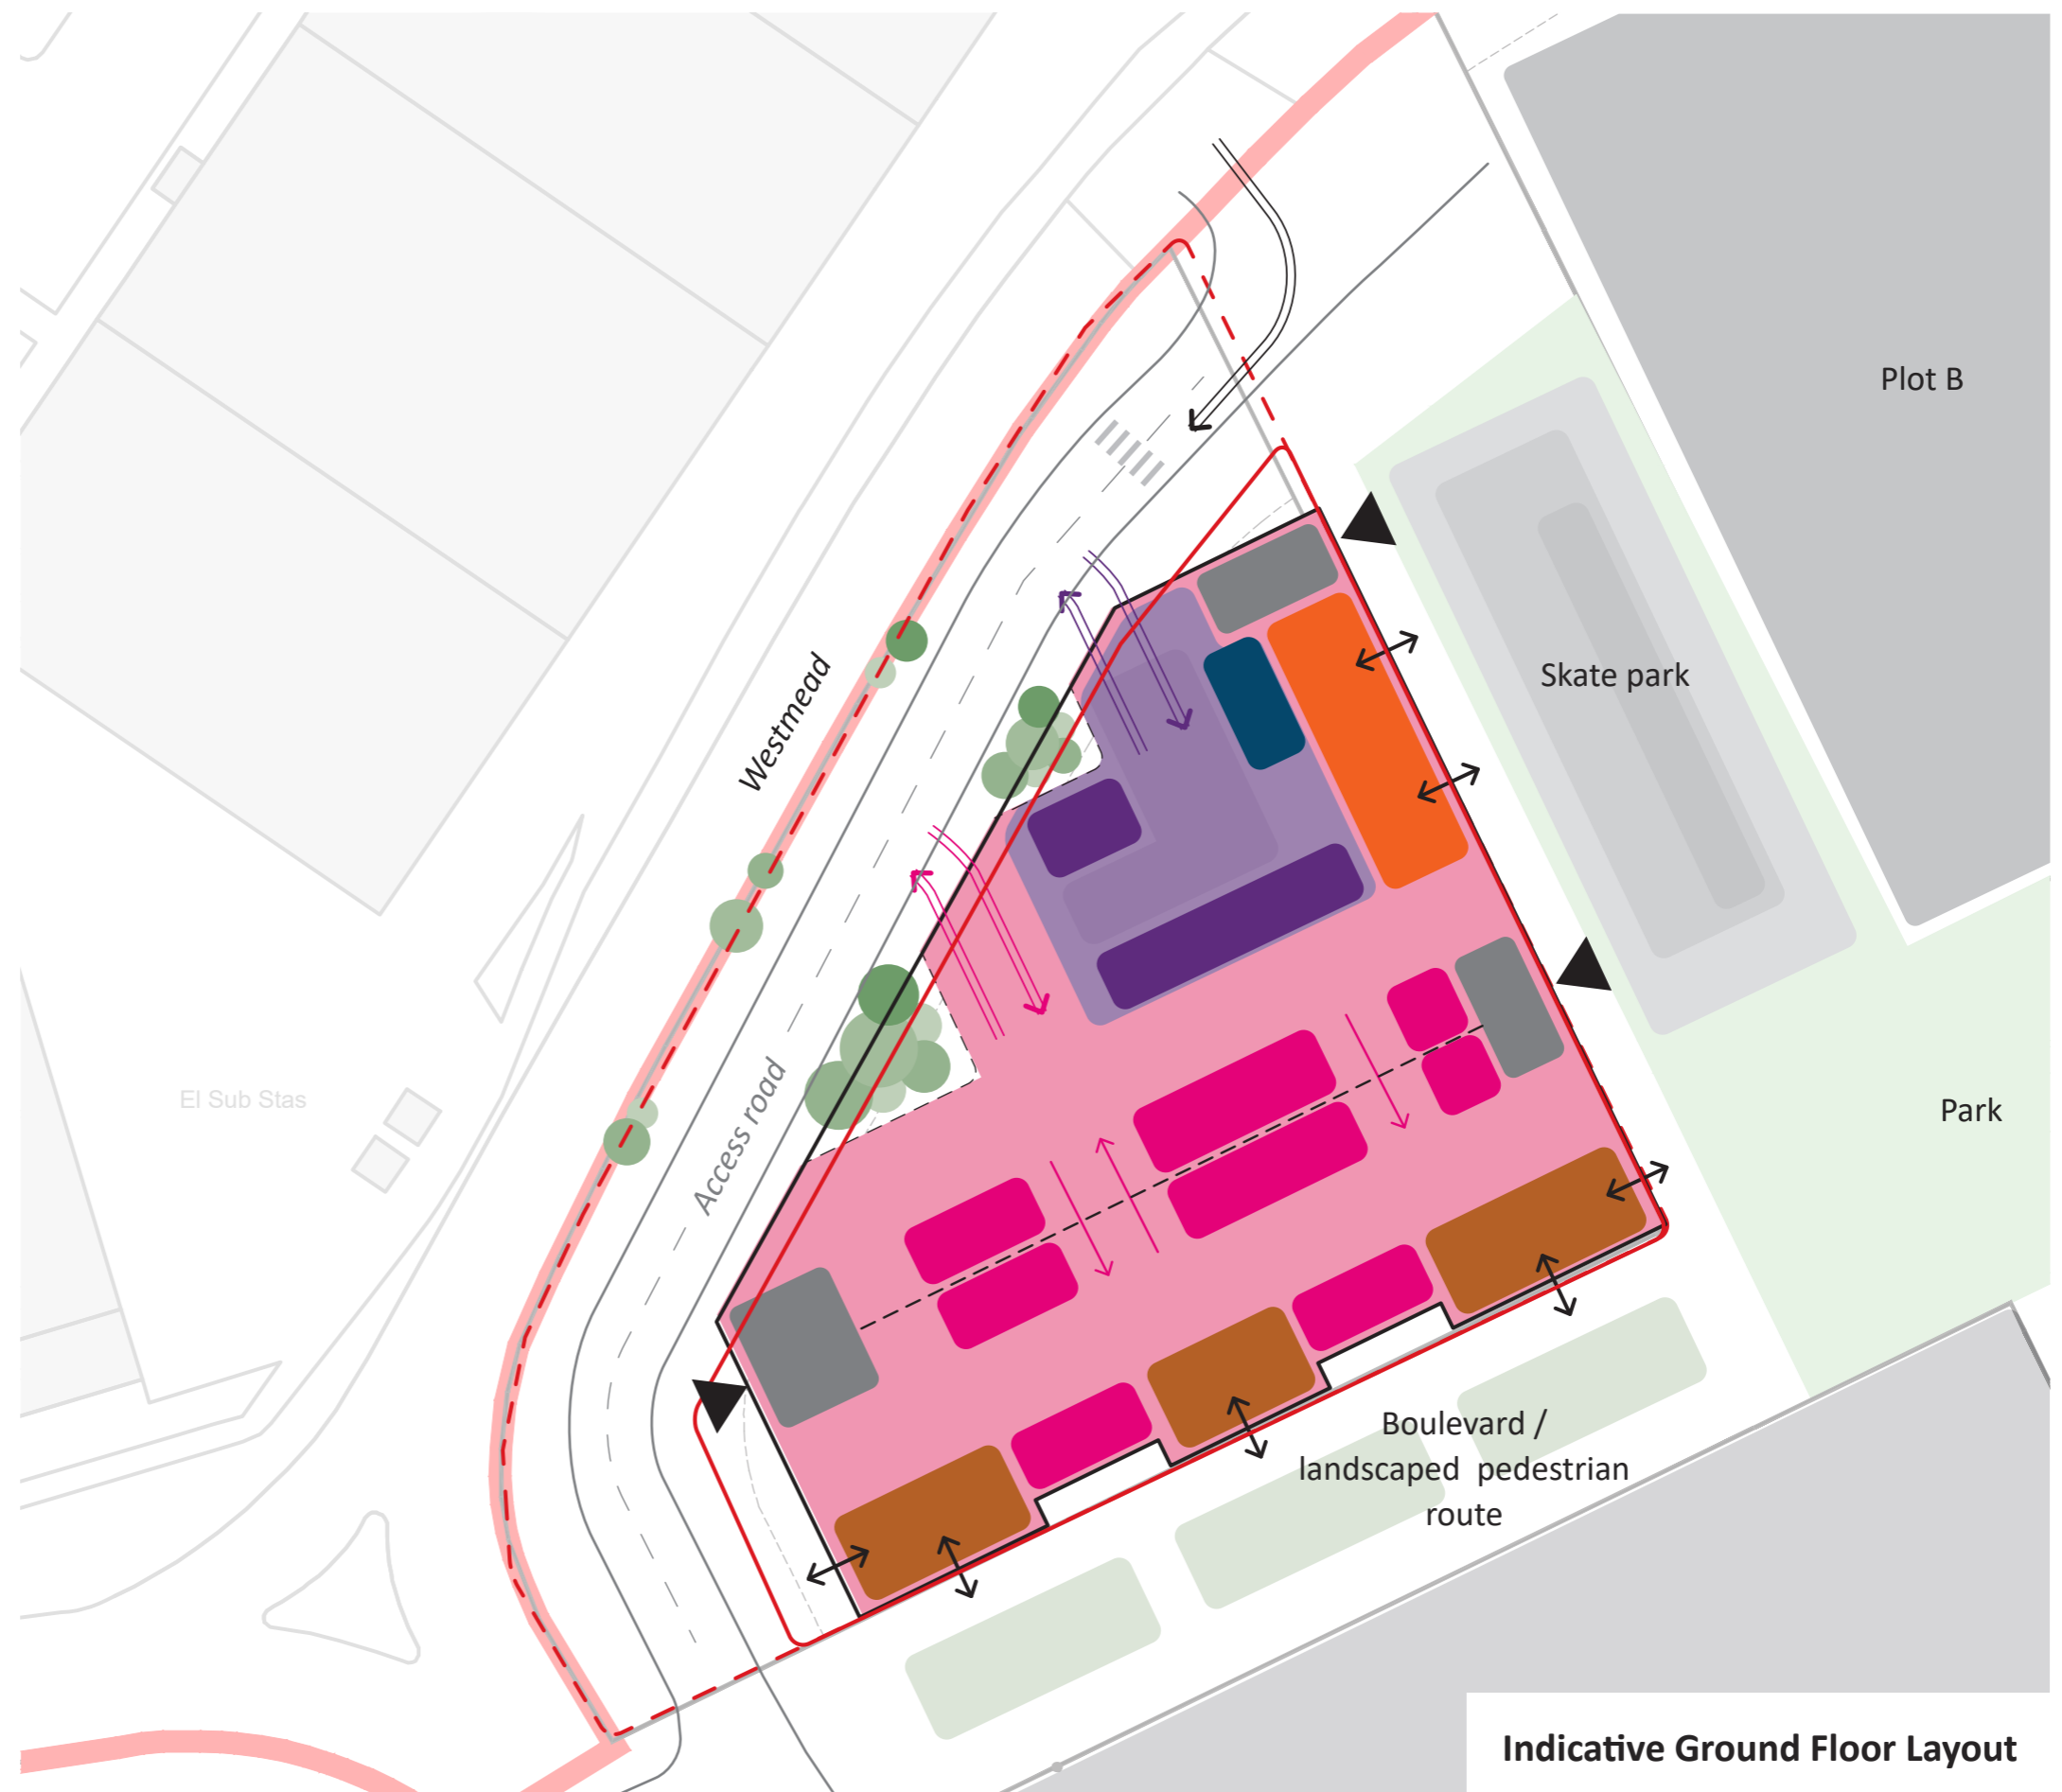 Plot B
Skate park
Westmead
El Sub Stas
Access road
Park
Boulevard /
landscaped pedestrian
route
Indicative Ground Floor Layout